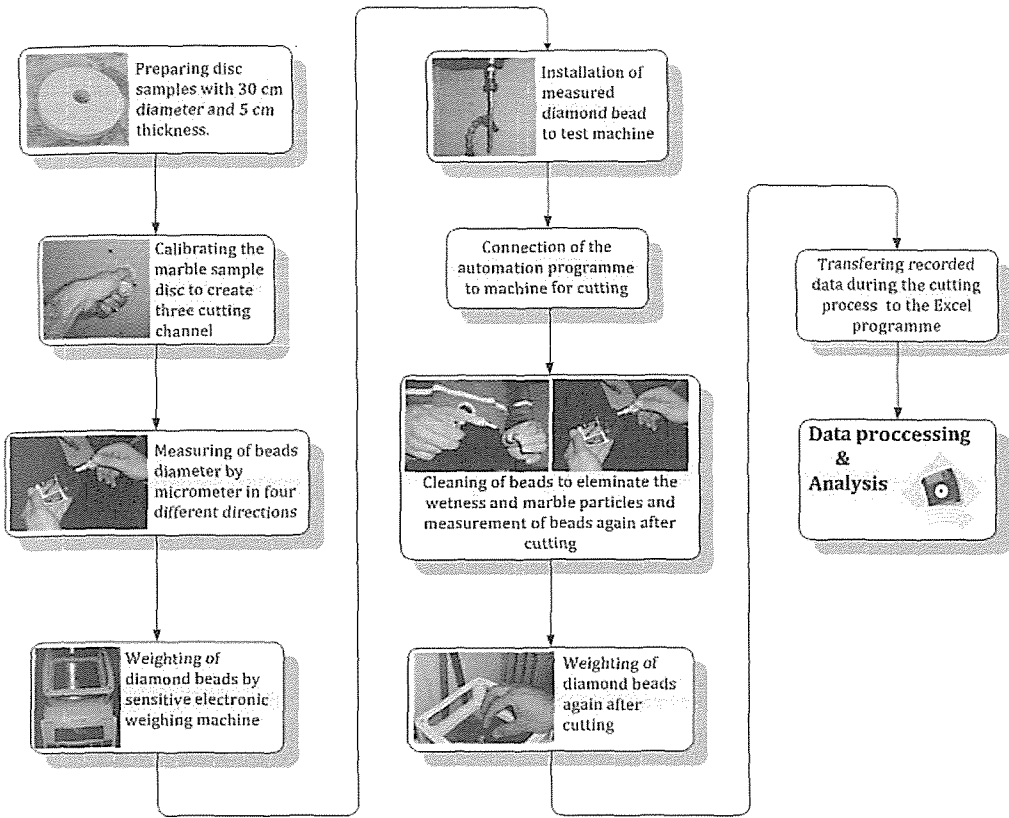 Preparing disc
samples with 30 cm
diameter and 5 cm
thickness.
Calibrating the
marble sample
disc to create
three cutting
channel
Measuring of beads
diameter by
micrometer in four
different directions
Weighting of
diamond beads by
sensitive electronic
weighing machine
Installation of
measured
diamond bead
to test machine
Connection of the
automation programme
to machine for cutting
Cleaning of beads to eleminate the
wetness and marble particles and
measurement of beads again after
cutting
Weighting of
diamond beads
again after
cutting
Transfering recorded
data during the cutting
process to the Excel
programme
Data proccessing
&
Analysis